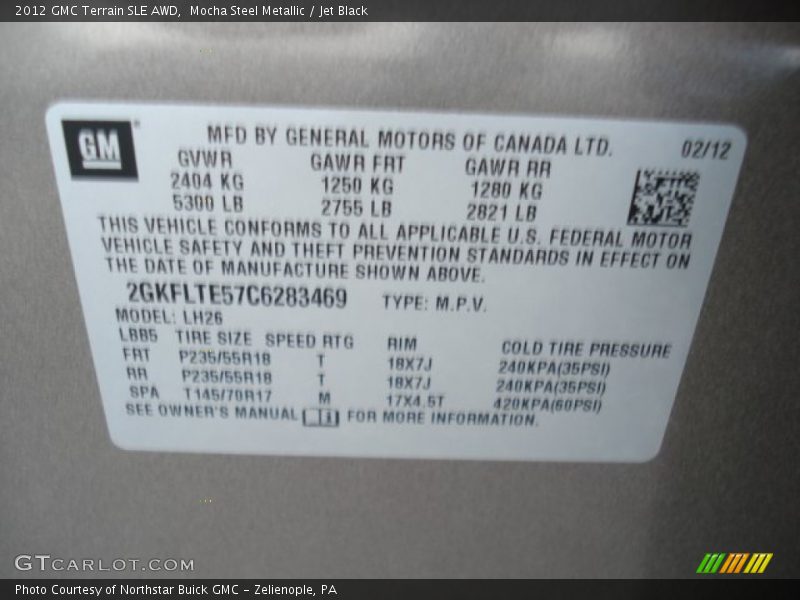 2012 GMC Terrain SLE AWD, Mocha Steel Metallic / Jet Black
GM
MFD BY GENERAL MOTORS OF CANADA LTD. 02/12
GVWR GAWR FRT GAWR RR
2404 KG 1250 KG 1280 KG
5300 LB 2755 LB 2821 LB
THIS VEHICLE CONFORMS TO ALL APPLICABLE U.S. FEDERAL MOTOR
VEHICLE SAFETY AND THEFT PREVENTION STANDARDS IN EFFECT ON
THE DATE OF MANUFACTURE SHOWN ABOVE.
2GKFLTE57C6283469 TYPE: M.P.V.
MODEL: LH26
LBB5 TIRE SIZE SPEED RTG RIM COLD TIRE PRESSURE
FRT P235/55R18 T 18X7J 240KPA(35PSI)
RR P235/55R18 T 18X7J 240KPA(35PSI)
SPA T145/70R17 M 17X4.5T 420KPA(60PSI)
SEE OWNER'S MANUAL FOR MORE INFORMATION.
GTCARLOT.COM
Photo Courtesy of Northstar Buick GMC - Zelienople, PA